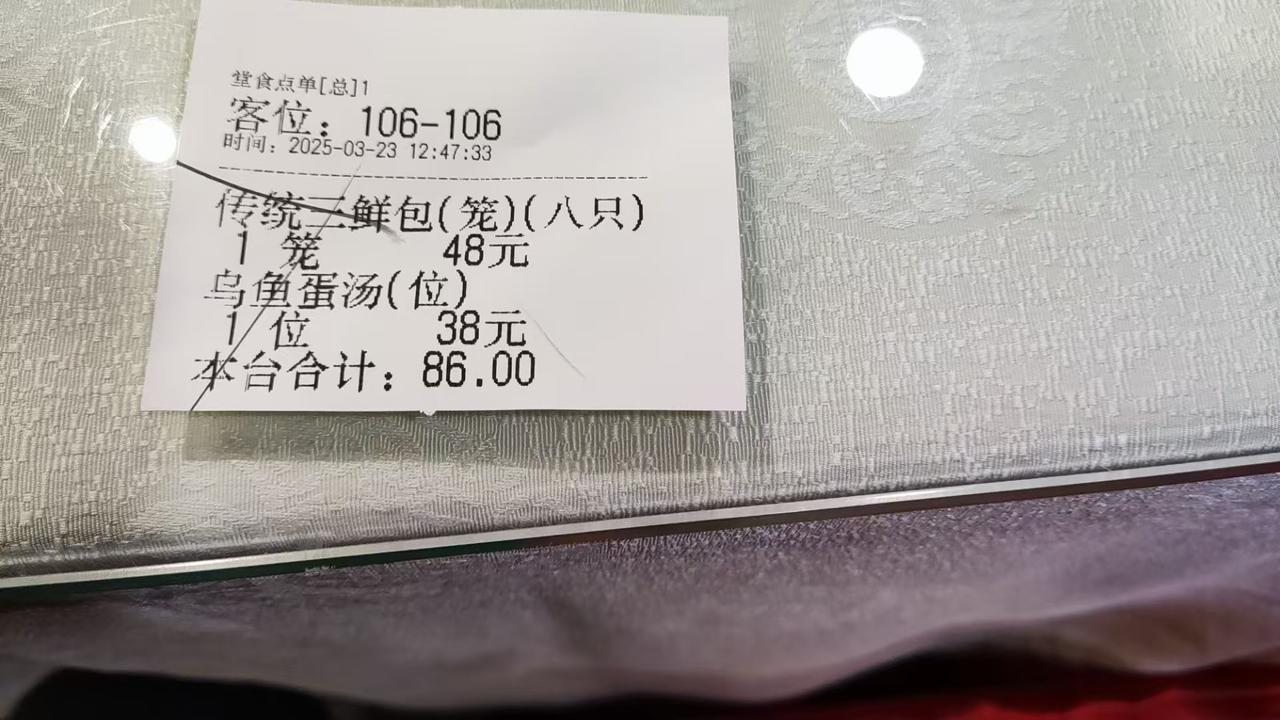 堂食点单[总]1
客位：106-106
时间：2025-03-23 12:47:33
传统三鲜包(笼)(八只)
1 笼 48元
乌鱼蛋汤(位)
1 位 38元
本台合计：86.00